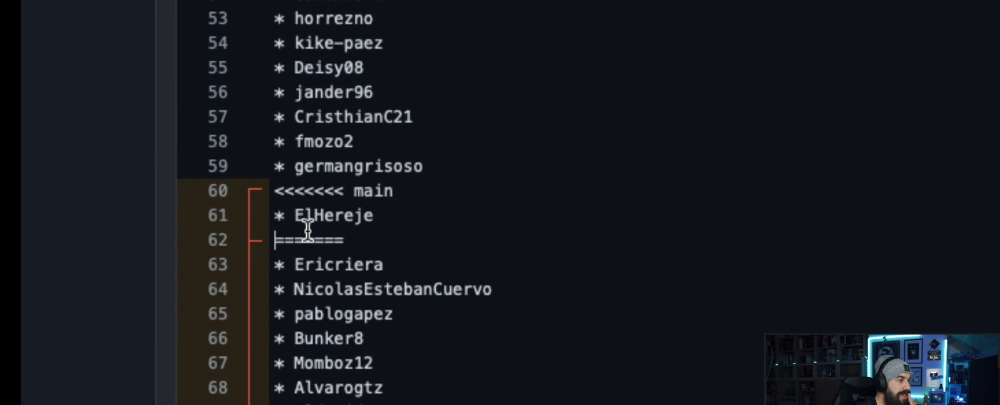 53 * horrezno
54 * kike-paez
55 * Deisy08
56 * jander96
57 * CristhianC21
58 * fmozo2
59 * germangrisoso
60 <<<<<<< main
61 * ElHereje
62 =======
63 * Ericriera
64 * NicolasEstebanCuervo
65 * pablogapez
66 * Bunker8
67 * Momboz12
68 * Alvarogtz